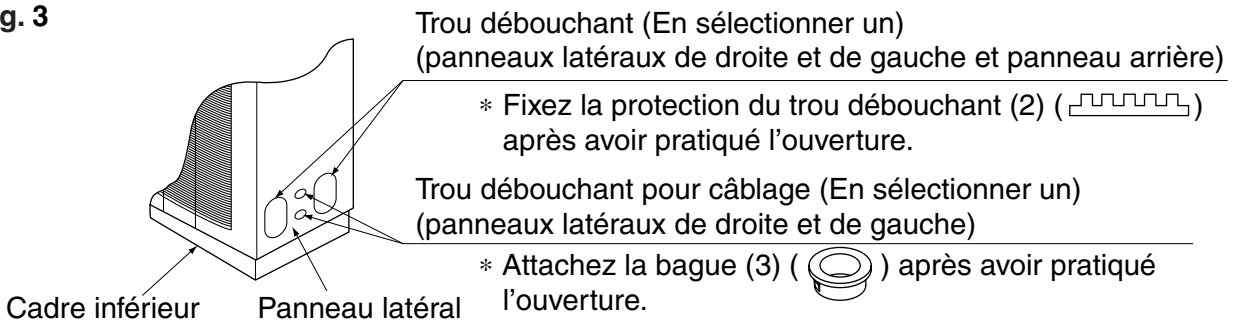 g. 3
Trou débouchant (En sélectionner un)
(panneaux latéraux de droite et de gauche et panneau arrière)
* Fixez la protection du trou débouchant (2) ( )
après avoir pratiqué l’ouverture.
Trou débouchant pour câblage (En sélectionner un)
(panneaux latéraux de droite et de gauche)
* Attachez la bague (3) ( ) après avoir pratiqué
l’ouverture.
Cadre inférieur Panneau latéral